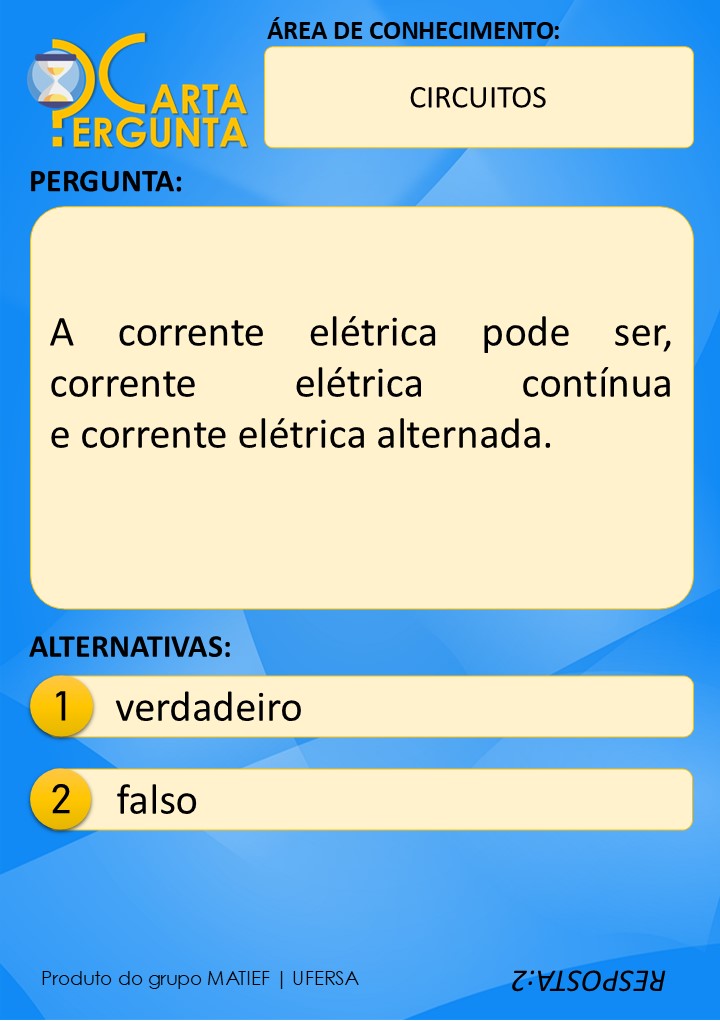 ÁREA DE CONHECIMENTO:
CARTA
PERGUNTA
CIRCUITOS
PERGUNTA:
A corrente elétrica pode ser,
corrente elétrica contínua
e corrente elétrica alternada.
ALTERNATIVAS:
1 verdadeiro
2 falso
Produto do grupo MATIEF | UFERSA
RESPOSTA:2